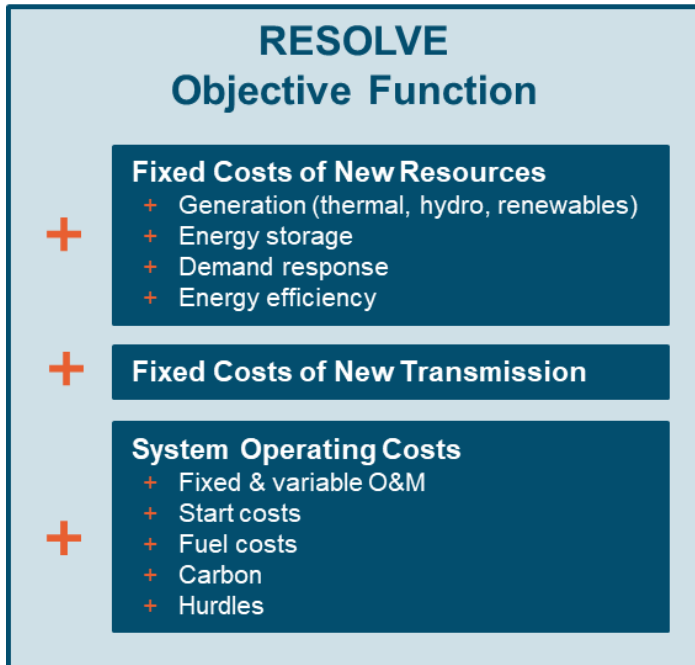 RESOLVE
Objective Function
+
Fixed Costs of New Resources
+ Generation (thermal, hydro, renewables)
+ Energy storage
+ Demand response
+ Energy efficiency
+
Fixed Costs of New Transmission
+
System Operating Costs
+ Fixed & variable O&M
+ Start costs
+ Fuel costs
+ Carbon
+ Hurdles